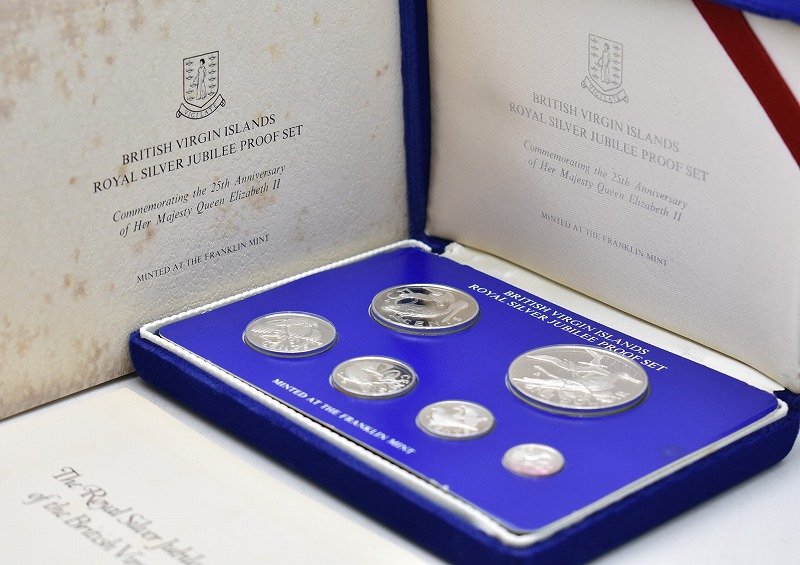 BRITISH VIRGIN ISLANDS
ROYAL SILVER JUBILEE PROOF SET
Commemorating the 25th Anniversary
of Her Majesty Queen Elizabeth II
MINTED AT THE FRANKLIN MINT
BRITISH VIRGIN ISLANDS
ROYAL SILVER JUBILEE PROOF SET
Commemorating the 25th Anniversary
of Her Majesty Queen Elizabeth II
MINTED AT THE FRANKLIN MINT
BRITISH VIRGIN ISLANDS
ROYAL SILVER JUBILEE PROOF SET
MINTED AT THE FRANKLIN MINT
The Royal Silver Jubile
of the British Vir